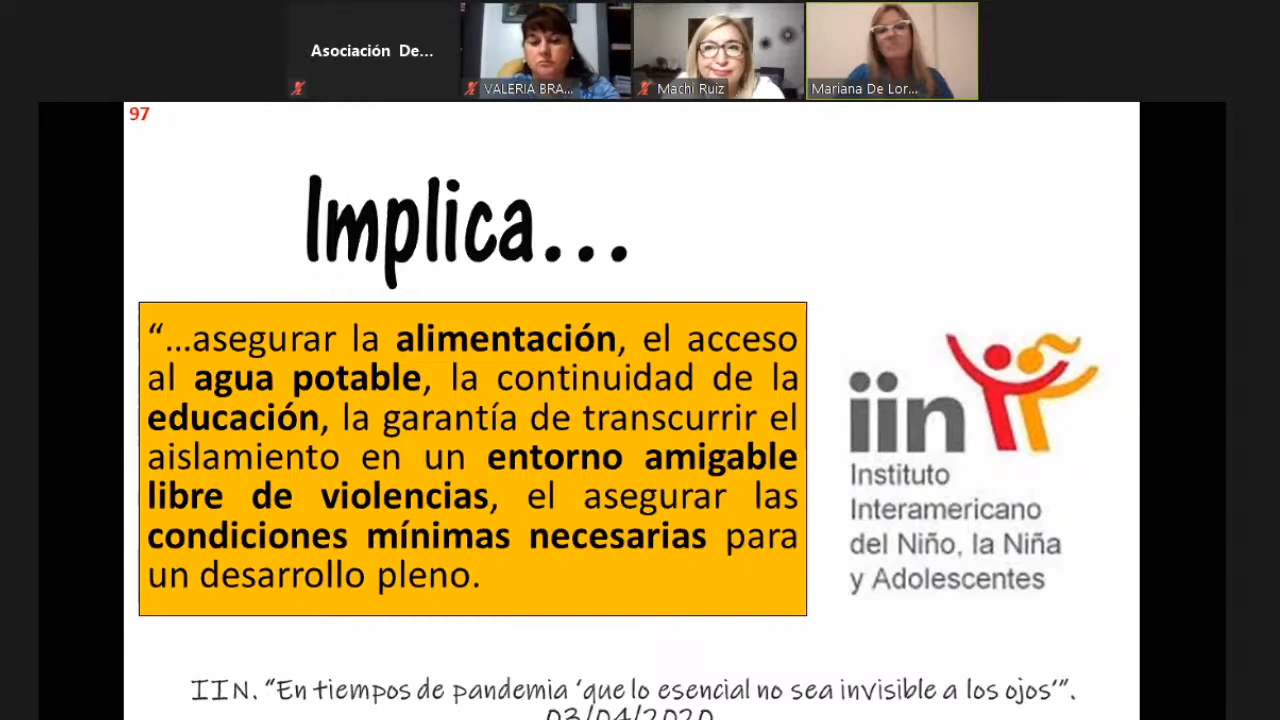 Asociación De...
VALERIA BRA...
Machi Ruiz
Mariana De Lor...
97
Implica...
“...asegurar la alimentación, el acceso
al agua potable, la continuidad de la
educación, la garantía de transcurrir el
aislamiento en un entorno amigable
libre de violencias, el asegurar las
condiciones mínimas necesarias para
un desarrollo pleno.
iin
Instituto
Interamericano
del Niño, la Niña
y Adolescentes
IIN. “En tiempos de pandemia ‘que lo esencial no sea invisible a los ojos’”.
03/04/2020